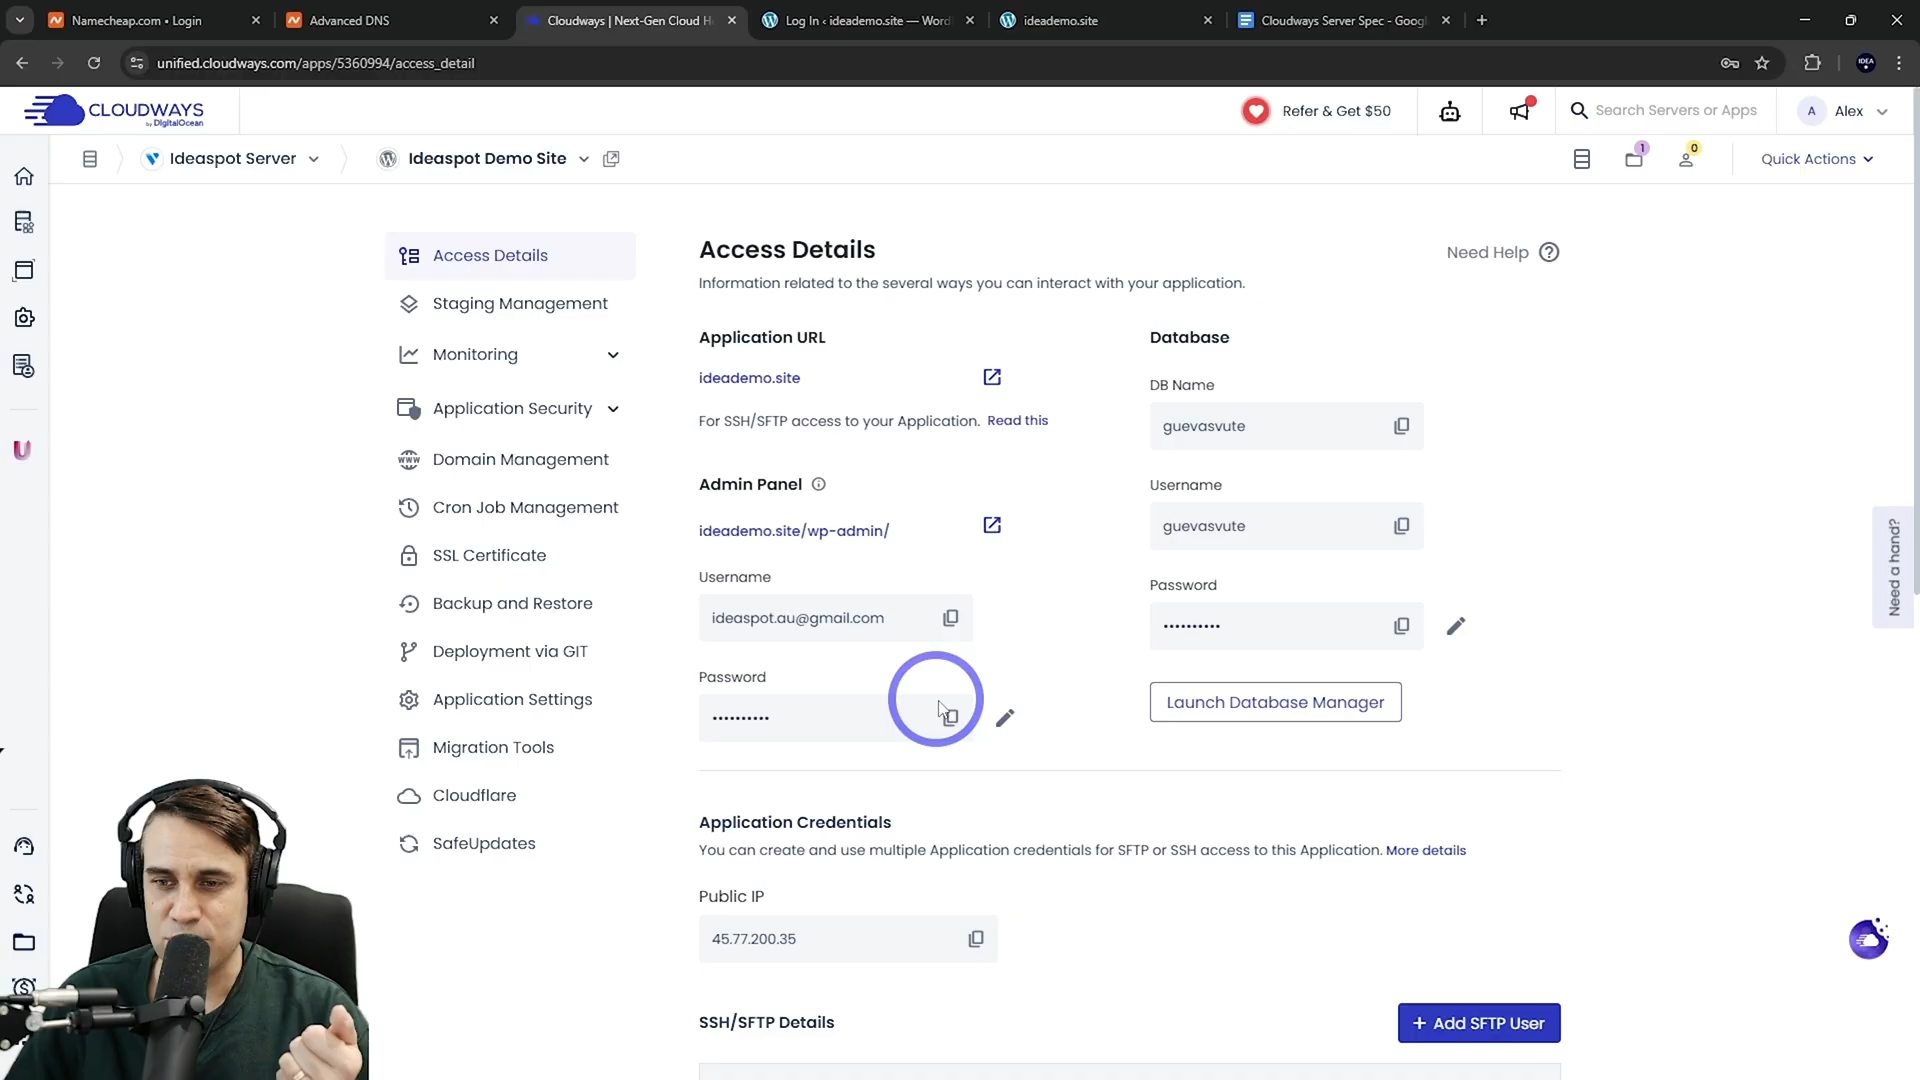 Namecheap.com • Login
Advanced DNS
Cloudways | Next-Gen Cloud H
Log In ‹ ideademo.site — Word
ideademo.site
Cloudways Server Spec - Googl
unified.cloudways.com/apps/5360994/access_detail
IDEA
CLOUDWAYS
by DigitalOcean
Refer & Get $50
Search Servers or Apps
A
Alex
Ideaspot Server
Ideaspot Demo Site
1
0
Quick Actions
Access Details
Staging Management
Monitoring
Application Security
Domain Management
Cron Job Management
SSL Certificate
Backup and Restore
Deployment via GIT
Application Settings
Migration Tools
Cloudflare
SafeUpdates
Access Details
Need Help
Information related to the several ways you can interact with your application.
Application URL
ideademo.site
For SSH/SFTP access to your Application. Read this
Admin Panel
ideademo.site/wp-admin/
Username
ideaspot.au@gmail.com
Password
••••••••••
Database
DB Name
guevasvute
Username
guevasvute
Password
••••••••••
Launch Database Manager
Application Credentials
You can create and use multiple Application credentials for SFTP or SSH access to this Application. More details
Public IP
45.77.200.35
SSH/SFTP Details
+ Add SFTP User
Need a hand?